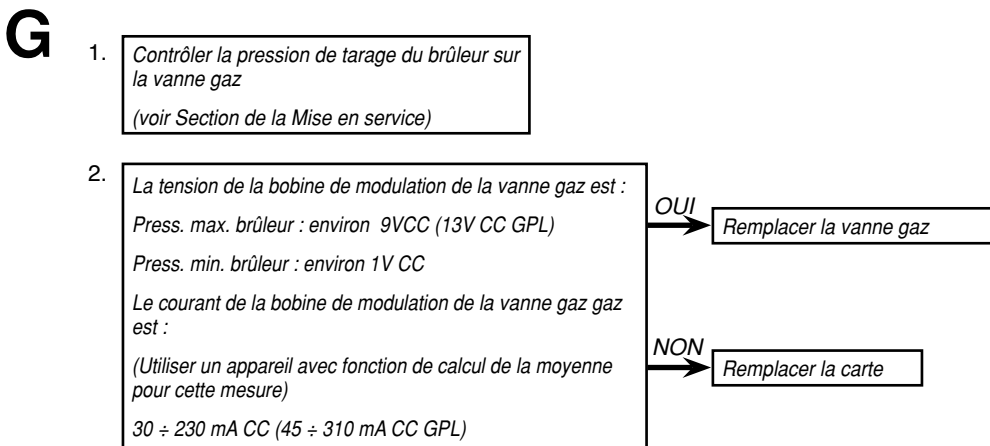 G
1.
Contrôler la pression de tarage du brûleur sur
la vanne gaz
(voir Section de la Mise en service)
2.
La tension de la bobine de modulation de la vanne gaz est :
Press. max. brûleur : environ 9VCC (13V CC GPL)
Press. min. brûleur : environ 1V CC
Le courant de la bobine de modulation de la vanne gaz gaz
est :
(Utiliser un appareil avec fonction de calcul de la moyenne
pour cette mesure)
30 ÷ 230 mA CC (45 ÷ 310 mA CC GPL)
OUI
Remplacer la vanne gaz
NON
Remplacer la carte